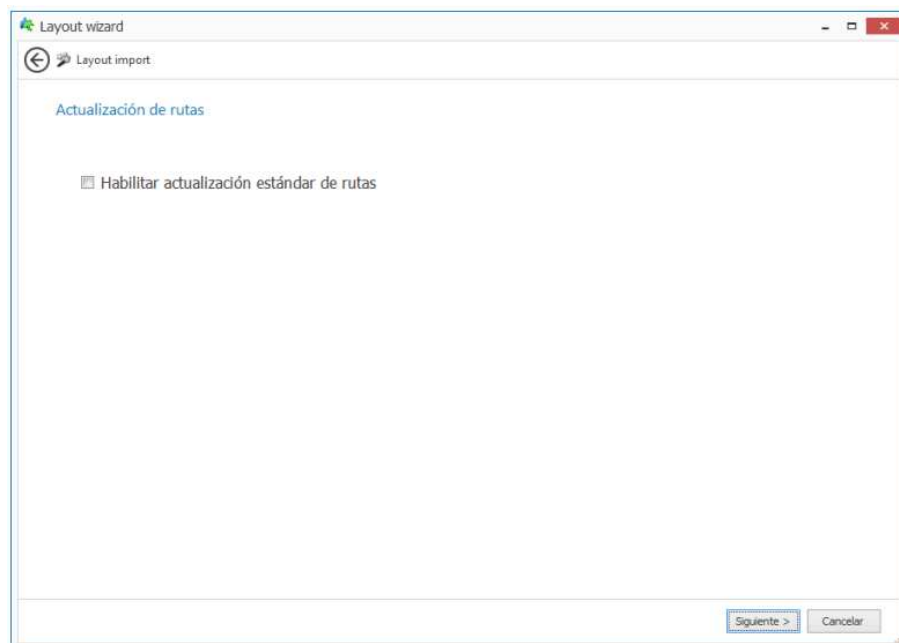 Layout wizard
Layout import
Actualización de rutas
Habilitar actualización estándar de rutas
Siguiente >
Cancelar